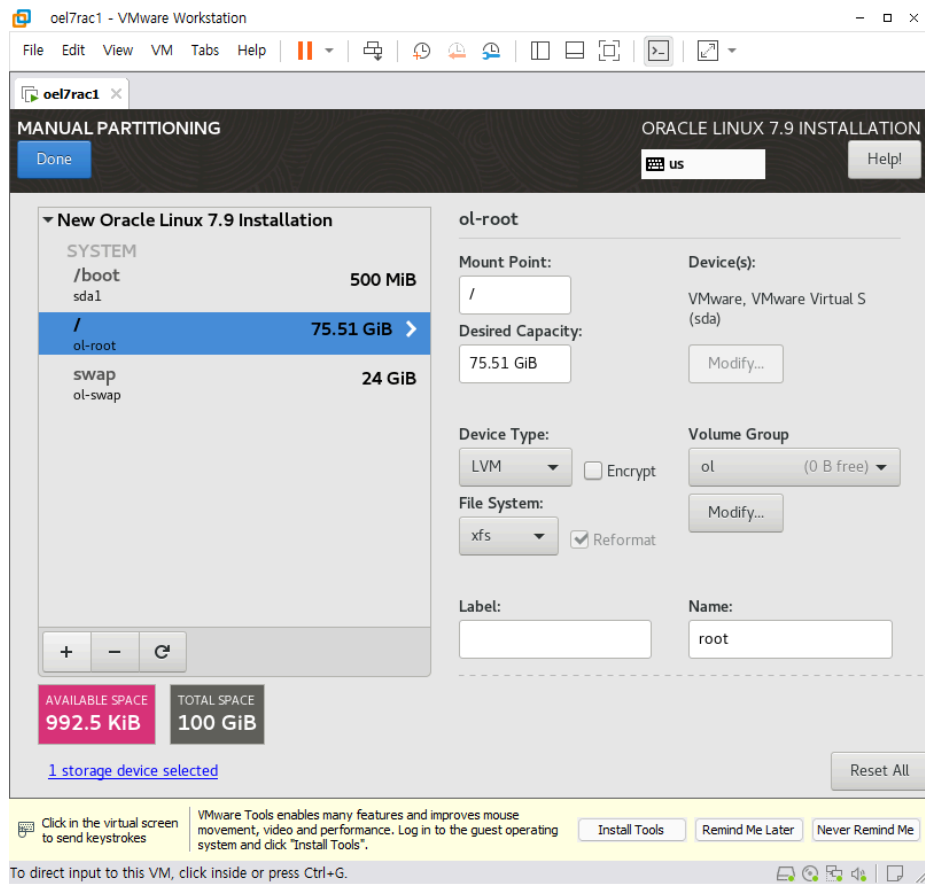 oel7rac1 - VMware Workstation
File Edit View VM Tabs Help
oel7rac1
MANUAL PARTITIONING
ORACLE LINUX 7.9 INSTALLATION
Done
us
Help!
New Oracle Linux 7.9 Installation
SYSTEM
/boot
500 MiB
sda1
/
75.51 GiB
ol-root
swap
24 GiB
ol-swap
+ −
AVAILABLE SPACE
992.5 KiB
TOTAL SPACE
100 GiB
1 storage device selected
ol-root
Mount Point:
/
Desired Capacity:
75.51 GiB
Device(s):
VMware, VMware Virtual S
(sda)
Modify...
Device Type:
LVM
Encrypt
Volume Group
ol (0 B free)
File System:
xfs
Reformat
Modify...
Label:
Name:
root
Reset All
Click in the virtual screen
to send keystrokes
VMware Tools enables many features and improves mouse
movement, video and performance. Log in to the guest operating
system and click "Install Tools".
Install Tools
Remind Me Later
Never Remind Me
To direct input to this VM, click inside or press Ctrl+G.